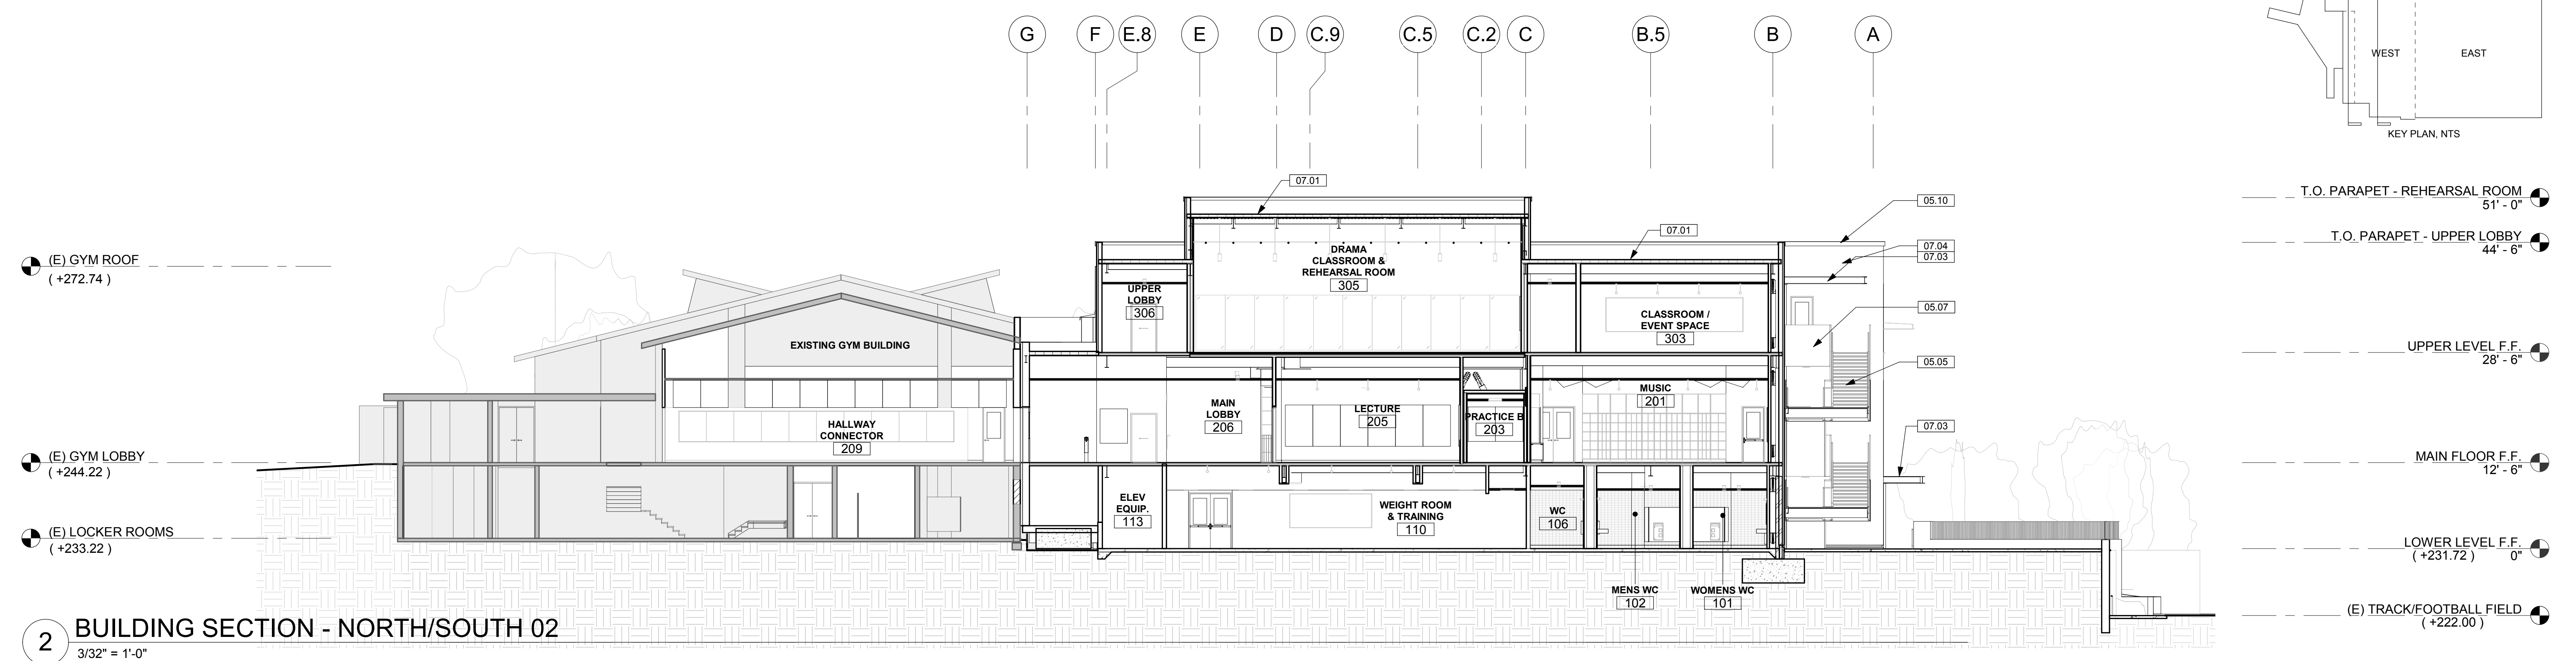 G F E.8 E D C.9 C.5 C.2 C B.5 B A
WEST EAST
KEY PLAN, NTS
07.01
05.10
07.01
07.04
07.03
05.07
05.05
07.03
T.O. PARAPET - REHEARSAL ROOM
51' - 0"
T.O. PARAPET - UPPER LOBBY
44' - 6"
UPPER LEVEL F.F.
28' - 6"
MAIN FLOOR F.F.
12' - 6"
LOWER LEVEL F.F.
( +231.72 ) 0"
(E) TRACK/FOOTBALL FIELD
( +222.00 )
(E) GYM ROOF
( +272.74 )
(E) GYM LOBBY
( +244.22 )
(E) LOCKER ROOMS
( +233.22 )
DRAMA
CLASSROOM &
REHEARSAL ROOM
305
UPPER
LOBBY
306
CLASSROOM /
EVENT SPACE
303
EXISTING GYM BUILDING
HALLWAY
CONNECTOR
209
MAIN
LOBBY
206
LECTURE
205
PRACTICE B
203
MUSIC
201
ELEV
EQUIP.
113
WEIGHT ROOM
& TRAINING
110
WC
106
MENS WC
102
WOMENS WC
101
2 BUILDING SECTION - NORTH/SOUTH 02
3/32" = 1'-0"